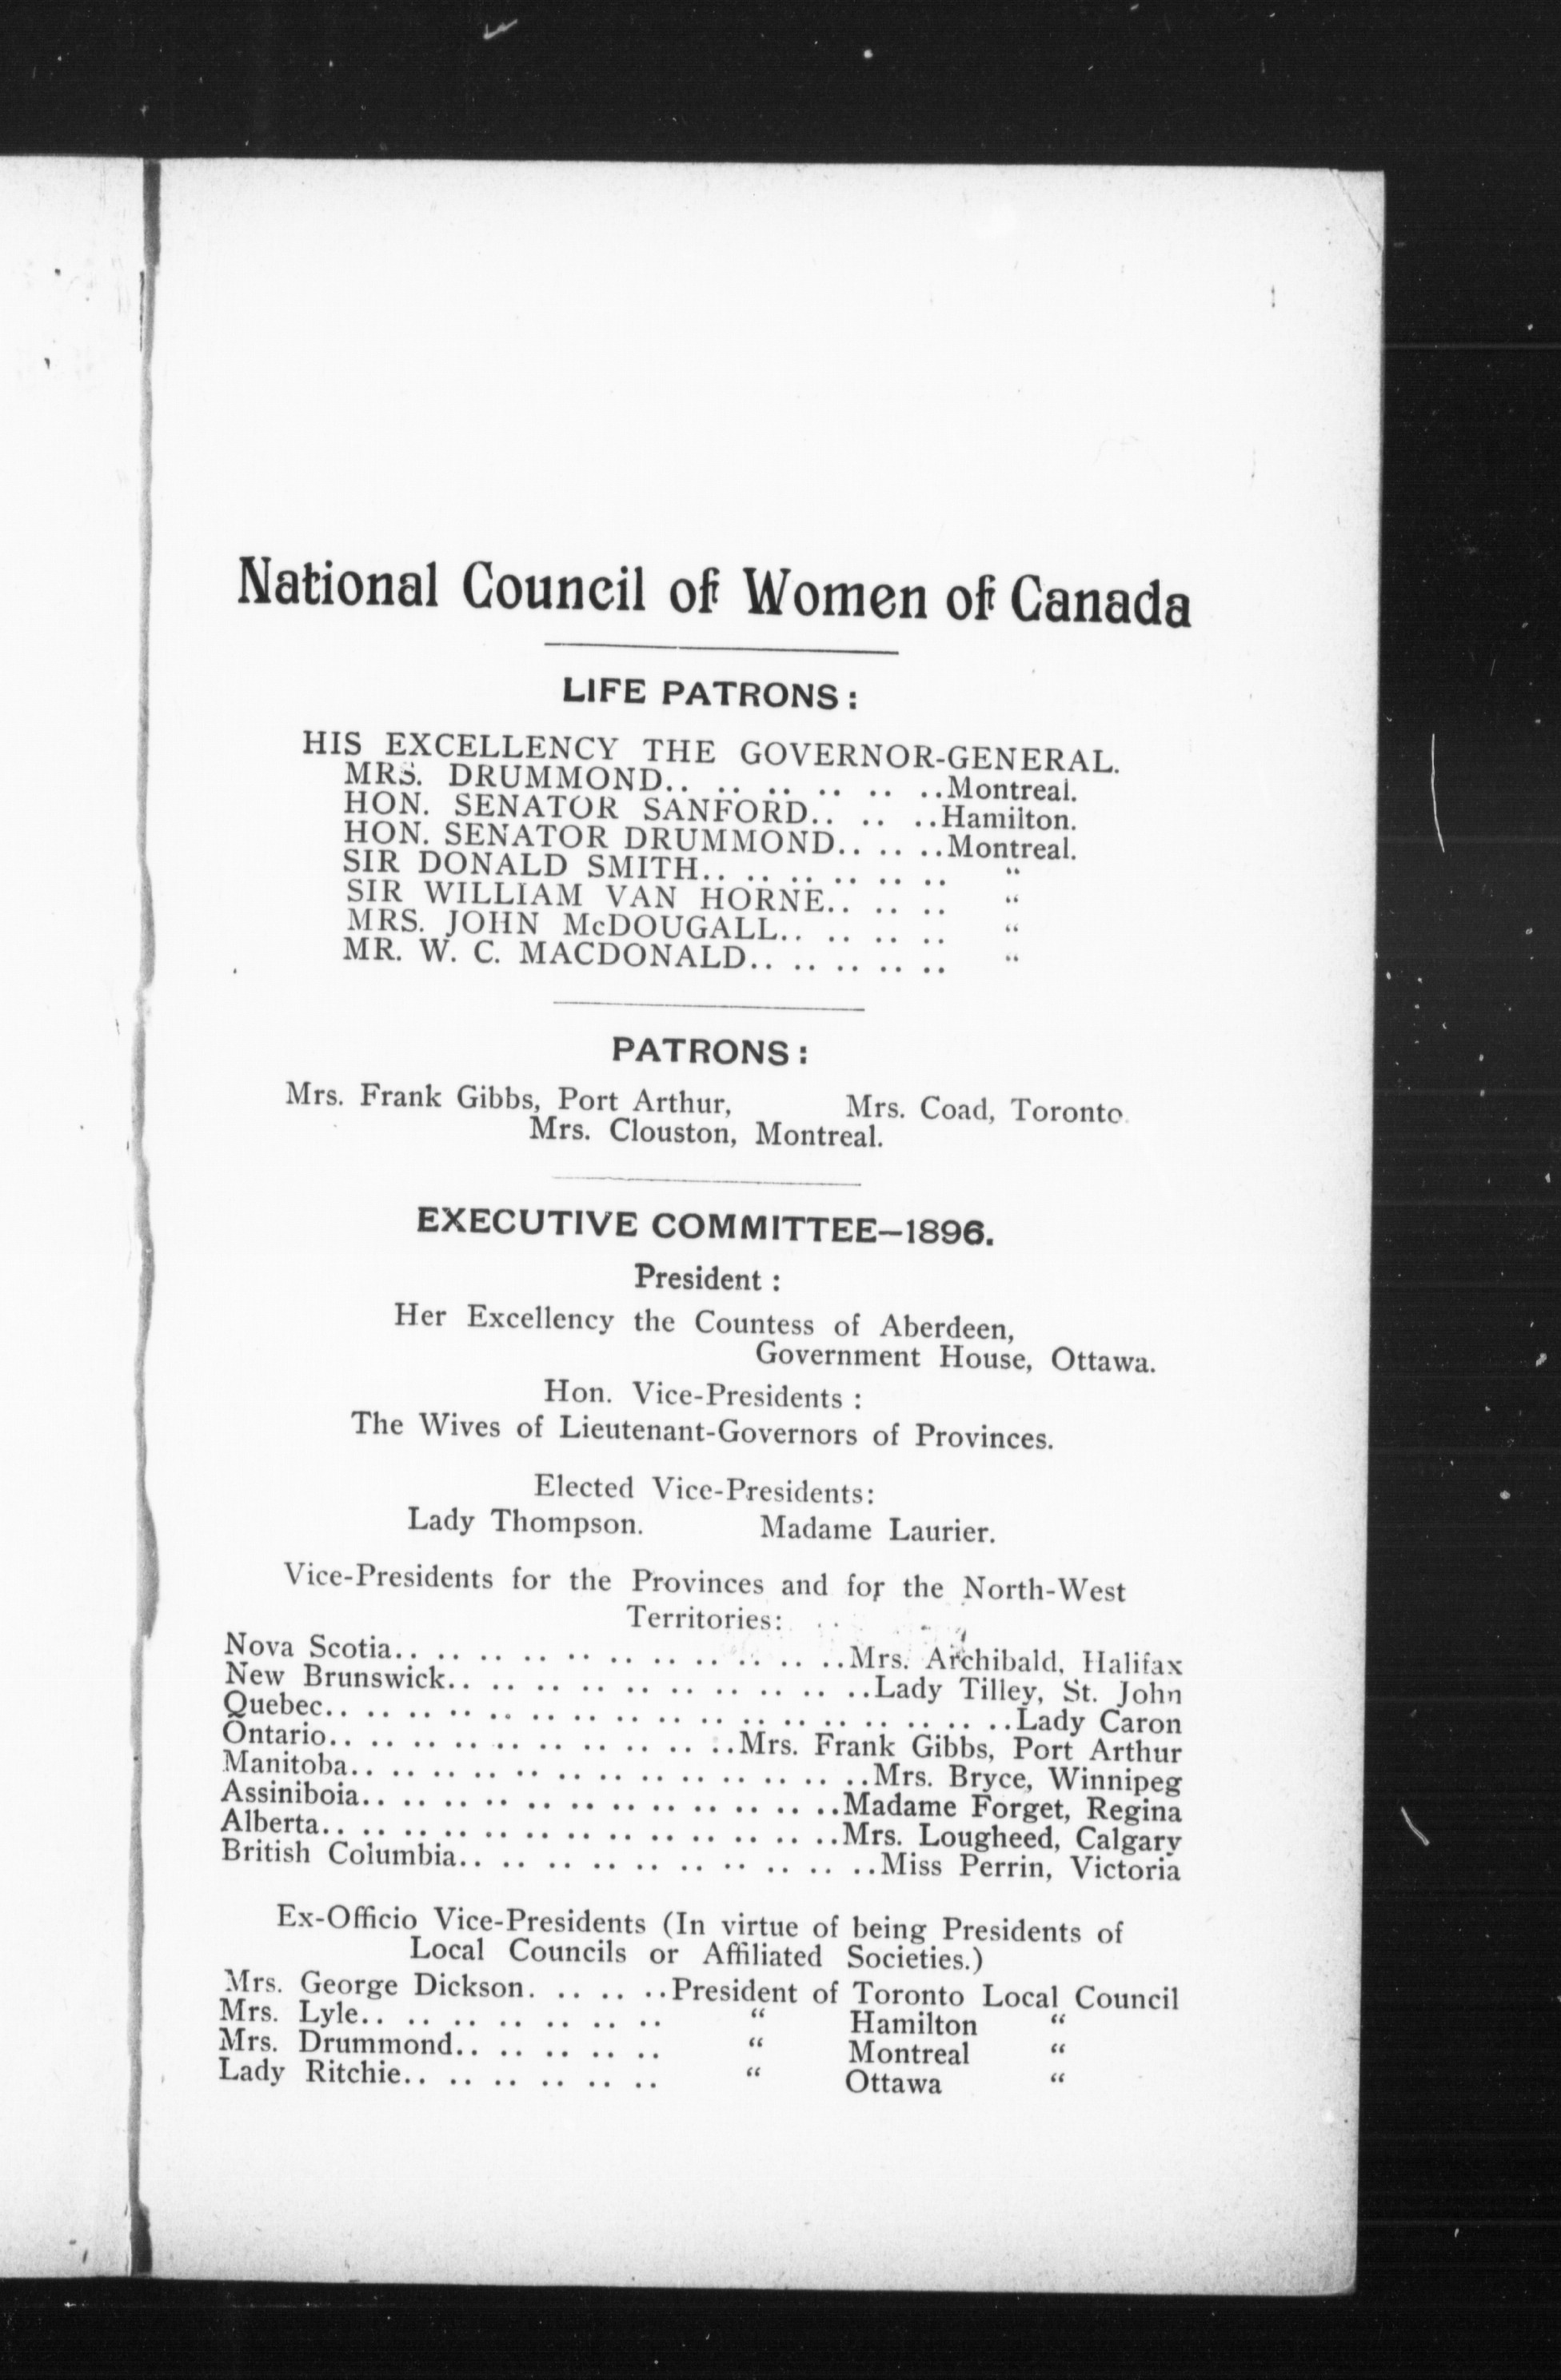 National Council of Women of Canada
LIFE PATRONS:
HIS EXCELLENCY THE GOVERNOR-GENERAL.
MRS. DRUMMOND.. .. .. .. .. ..Montreal.
HON. SENATOR SANFORD.. .. ..Hamilton.
HON. SENATOR DRUMMOND.. .. ..Montreal.
SIR DONALD SMITH.. .. .. .. .. .. “
SIR WILLIAM VAN HORNE.. .. .. “
MRS. JOHN McDOUGALL.. .. .. .. “
MR. W. C. MACDONALD.. .. .. .. .. “
PATRONS:
Mrs. Frank Gibbs, Port Arthur, Mrs. Coad, Toronto.
Mrs. Clouston, Montreal.
EXECUTIVE COMMITTEE—1896.
President :
Her Excellency the Countess of Aberdeen,
Government House, Ottawa.
Hon. Vice-Presidents :
The Wives of Lieutenant-Governors of Provinces.
Elected Vice-Presidents:
Lady Thompson. Madame Laurier.
Vice-Presidents for the Provinces and for the North-West
Territories:
Nova Scotia.. .. .. .. .. .. .. .. .. .. ..Mrs. Archibald, Halifax
New Brunswick.. .. .. .. .. .. .. .. .. ..Lady Tilley, St. John
Quebec.. .. .. .. .. .. .. .. .. .. .. .. .. .. .. .. ..Lady Caron
Ontario.. .. .. .. .. .. .. .. .. ..Mrs. Frank Gibbs, Port Arthur
Manitoba.. .. .. .. .. .. .. .. .. .. .. .. ..Mrs. Bryce, Winnipeg
Assiniboia.. .. .. .. .. .. .. .. .. .. .. ..Madame Forget, Regina
Alberta.. .. .. .. .. .. .. .. .. .. .. .. ..Mrs. Lougheed, Calgary
British Columbia.. .. .. .. .. .. .. .. .. ..Miss Perrin, Victoria
Ex-Officio Vice-Presidents (In virtue of being Presidents of
Local Councils or Affiliated Societies.)
Mrs. George Dickson. .. .. ..President of Toronto Local Council
Mrs. Lyle.. .. .. .. .. .. .. “ Hamilton “
Mrs. Drummond.. .. .. .. .. “ Montreal “
Lady Ritchie.. .. .. .. .. .. “ Ottawa “